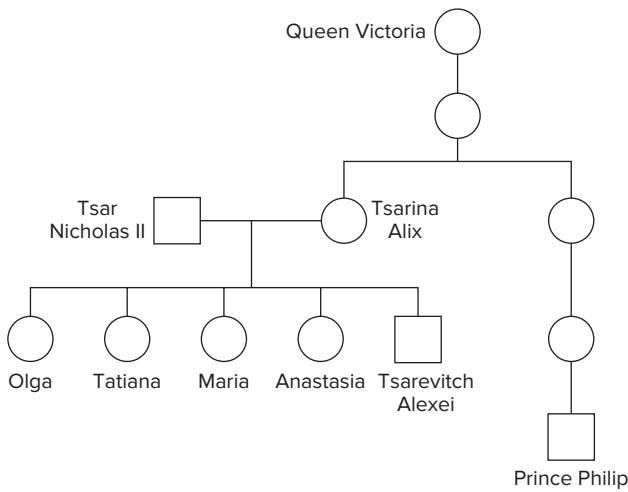 Queen Victoria
Tsar
Nicholas II
Tsarina
Alix
Olga
Tatiana
Maria
Anastasia
Tsarevitch
Alexei
Prince Philip